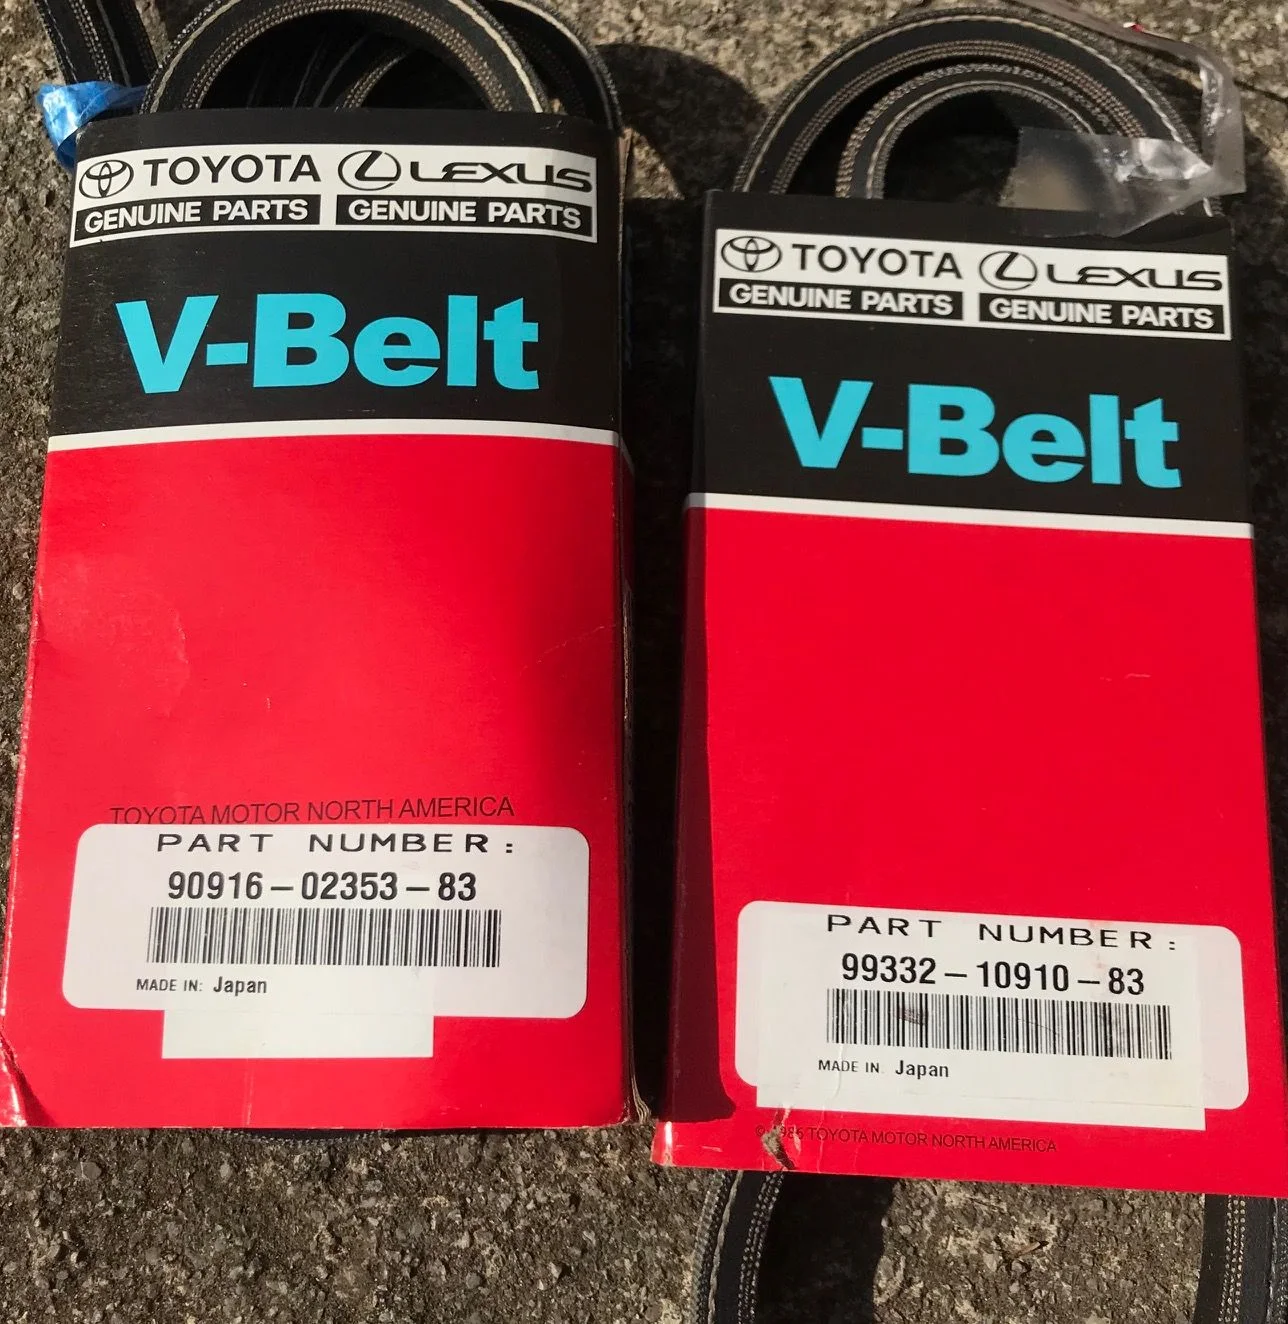 TOYOTA LEXUS
GENUINE PARTS GENUINE PARTS
V-Belt
TOYOTA MOTOR NORTH AMERICA
PART NUMBER:
90916-02353-83
MADE IN: Japan
TOYOTA LEXUS
GENUINE PARTS GENUINE PARTS
V-Belt
PART NUMBER:
99332-10910-83
MADE IN: Japan
TOYOTA MOTOR NORTH AMERICA